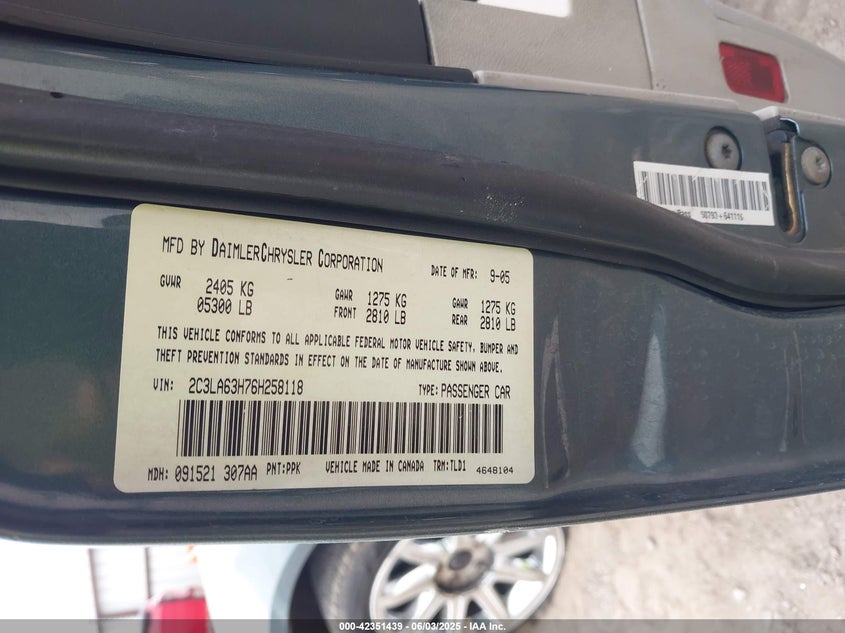 MFD BY DAIMLERCHRYSLER CORPORATION DATE OF MFR: 9-05
GVWR 2405 KG GAWR 1275 KG GAWR 1275 KG
05300 LB FRONT 2810 LB REAR 2810 LB
THIS VEHICLE CONFORMS TO ALL APPLICABLE FEDERAL MOTOR VEHICLE SAFETY, BUMPER AND
THEFT PREVENTION STANDARDS IN EFFECT ON THE DATE OF MANUFACTURE SHOWN ABOVE.
VIN: 2C3LA63H76H258118 TYPE: PASSENGER CAR
MDH: 091521 307AA PNT:PPK VEHICLE MADE IN CANADA TRM:TLD1 4648104
000-42351439 - 06/03/2025 - IAA Inc.